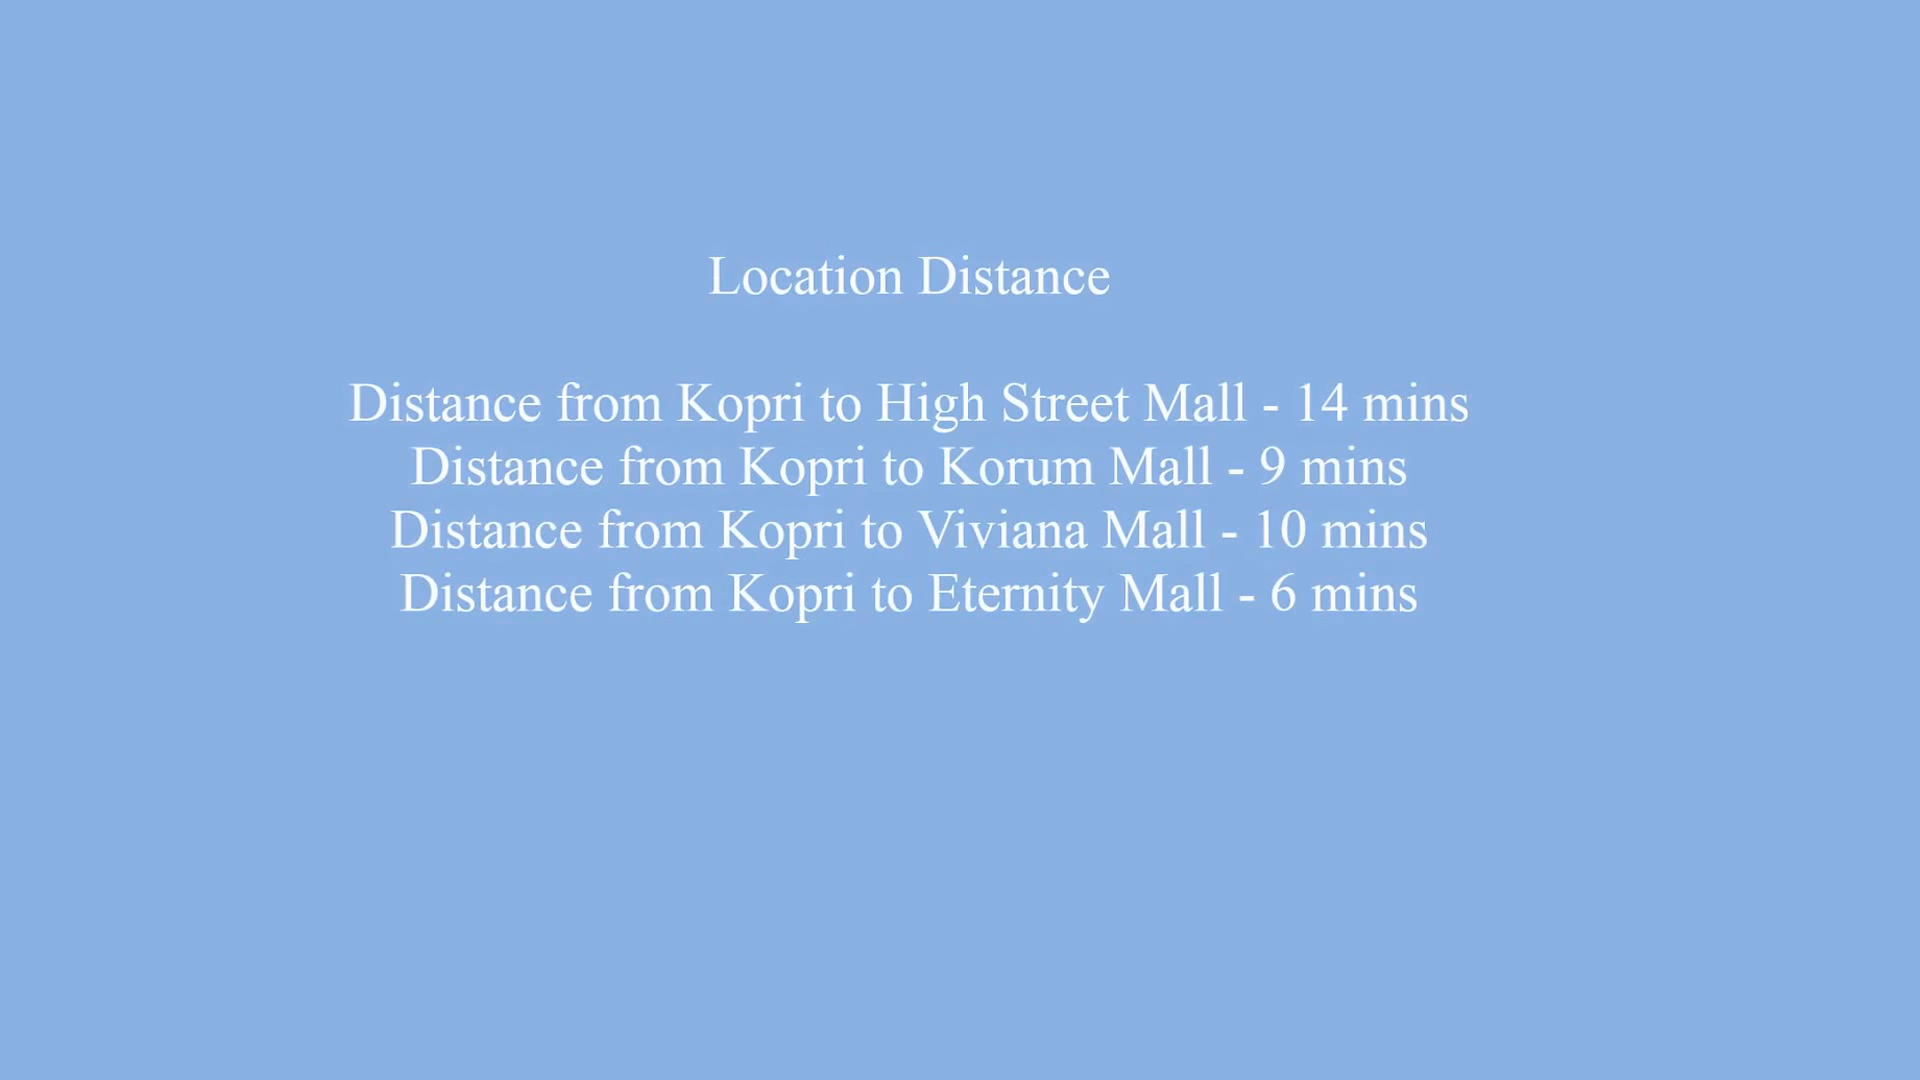 Location Distance
Distance from Kopri to High Street Mall - 14 mins
Distance from Kopri to Korum Mall - 9 mins
Distance from Kopri to Viviana Mall - 10 mins
Distance from Kopri to Eternity Mall - 6 mins